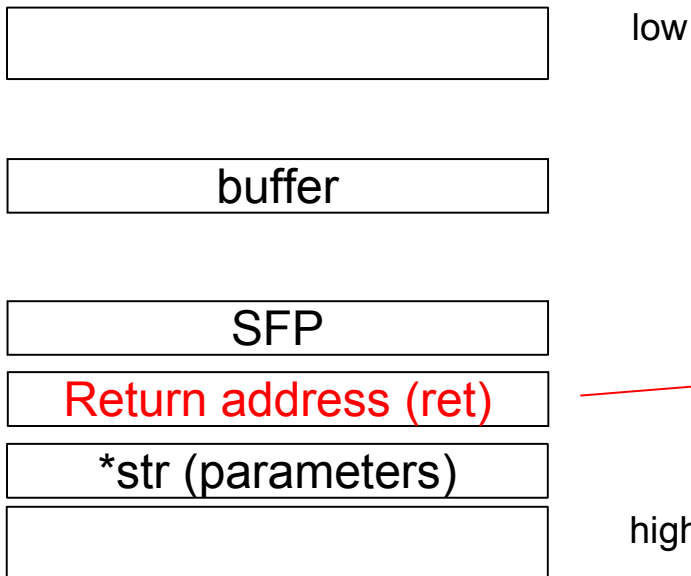 low
buffer
SFP
Return address (ret)
*str (parameters)
high